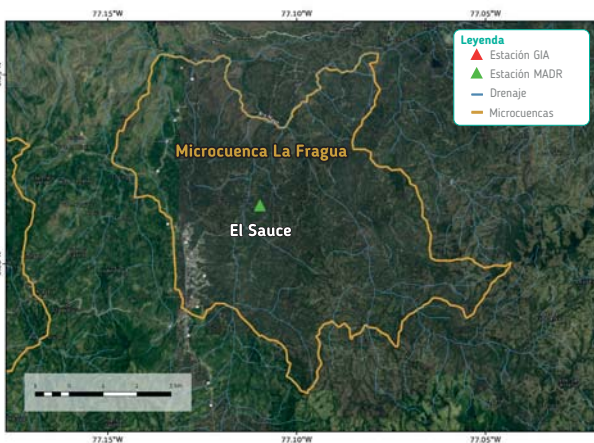 77.15°W 77.10°W 77.05°W
Leyenda
Estación GIA
Estación MADR
Drenaje
Microcuencas
Microcuenca La Fragua
El Sauce
77.15°W 77.10°W 77.05°W